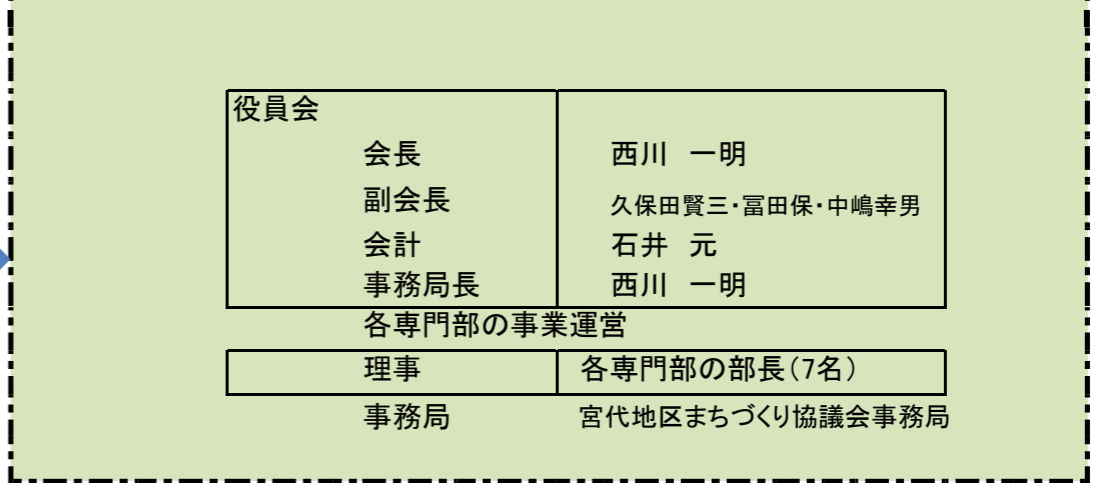 役員会
会長　西川　一明
副会長　久保田賢三・冨田保・中嶋幸男
会計　石井　元
事務局長　西川　一明
各専門部の事業運営
理事　各専門部の部長（7名）
事務局　宮代地区まちづくり協議会事務局